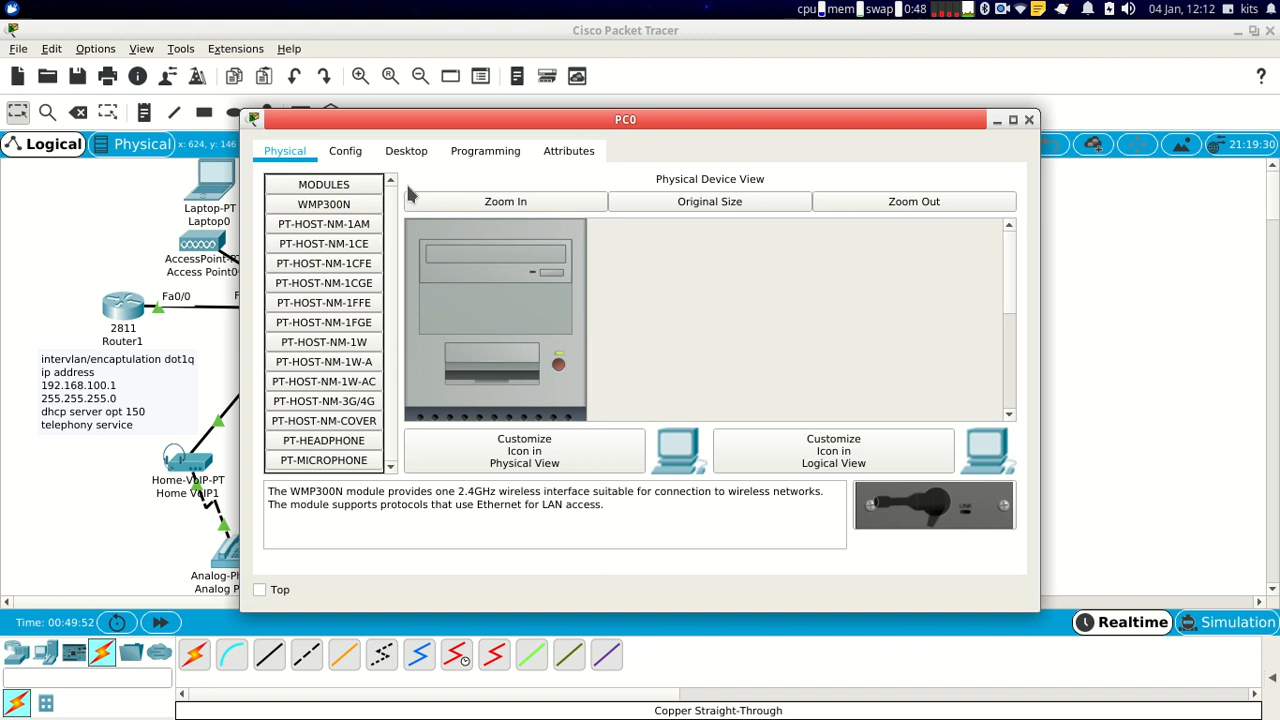 cpu mem swap 0:48 04 Jan, 12:12 kits
Cisco Packet Tracer
File Edit Options View Tools Extensions Help
?
Logical Physical x: 624, y: 146 21:19:30
PC0
Physical Config Desktop Programming Attributes
MODULES
WMP300N
PT-HOST-NM-1AM
PT-HOST-NM-1CE
PT-HOST-NM-1CFE
PT-HOST-NM-1CGE
PT-HOST-NM-1FFE
PT-HOST-NM-1FGE
PT-HOST-NM-1W
PT-HOST-NM-1W-A
PT-HOST-NM-1W-AC
PT-HOST-NM-3G/4G
PT-HOST-NM-COVER
PT-HEADPHONE
PT-MICROPHONE
Physical Device View
Zoom In Original Size Zoom Out
Customize
Icon in
Physical View
Customize
Icon in
Logical View
The WMP300N module provides one 2.4GHz wireless interface suitable for connection to wireless networks.
The module supports protocols that use Ethernet for LAN access.
LINK
Top
Laptop-PT
Laptop0
AccessPoint-P
Access Point0
Fa0/0 F
2811
Router1
intervlan/encaptulation dot1q
ip address
192.168.100.1
255.255.255.0
dhcp server opt 150
telephony service
Home-VoIP-PT
Home VoIP1
Analog-Ph
Analog P
Time: 00:49:52 Realtime Simulation
Copper Straight-Through